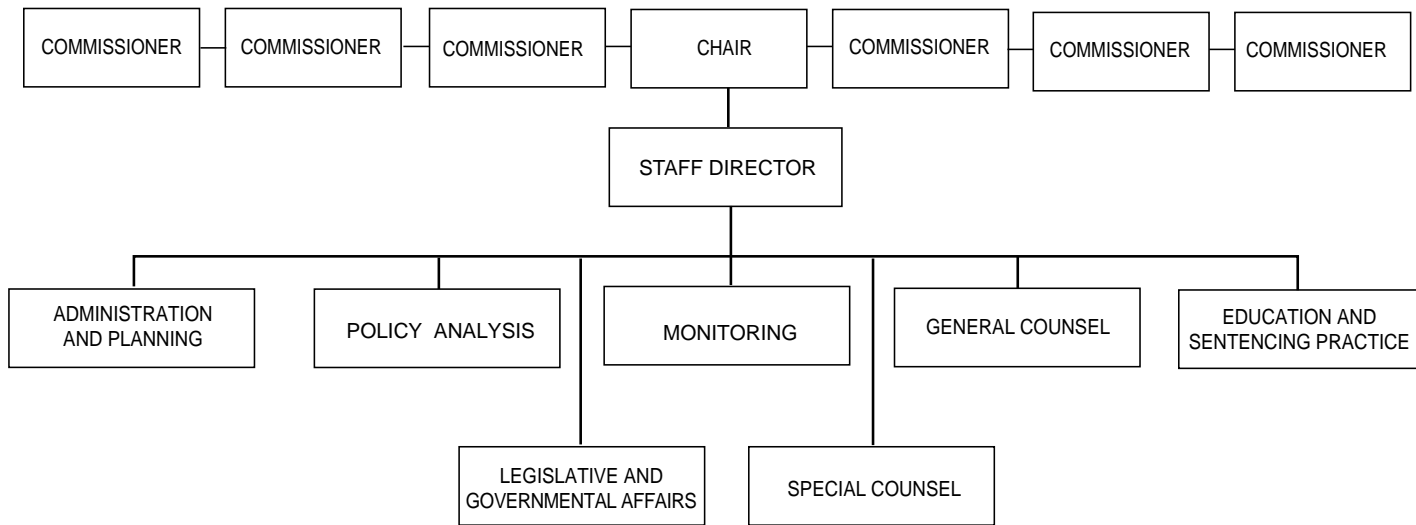 COMMISSIONER
COMMISSIONER
COMMISSIONER
CHAIR
COMMISSIONER
COMMISSIONER
COMMISSIONER
STAFF DIRECTOR
ADMINISTRATION
AND PLANNING
POLICY ANALYSIS
MONITORING
GENERAL COUNSEL
EDUCATION AND
SENTENCING PRACTICE
LEGISLATIVE AND
GOVERNMENTAL AFFAIRS
SPECIAL COUNSEL